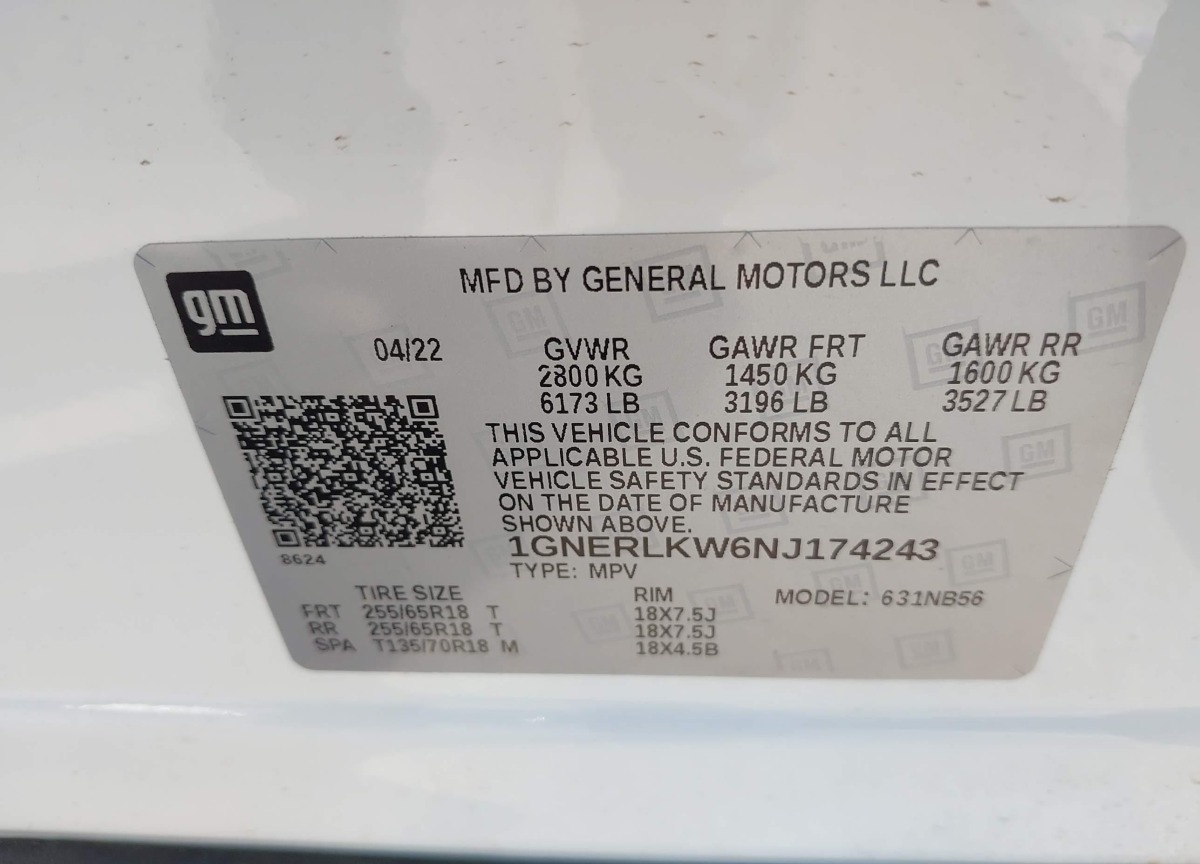 gm
MFD BY GENERAL MOTORS LLC
04/22 GVWR GAWR FRT GAWR RR
2800 KG 1450 KG 1600 KG
6173 LB 3196 LB 3527 LB
THIS VEHICLE CONFORMS TO ALL
APPLICABLE U.S. FEDERAL MOTOR
VEHICLE SAFETY STANDARDS IN EFFECT
ON THE DATE OF MANUFACTURE
SHOWN ABOVE.
1GNERLKW6NJ174243
8624
TYPE: MPV
TIRE SIZE RIM MODEL: 631NB56
FRT 255/65R18 T 18X7.5J
RR 255/65R18 T 18X7.5J
SPA T135/70R18 M 18X4.5B